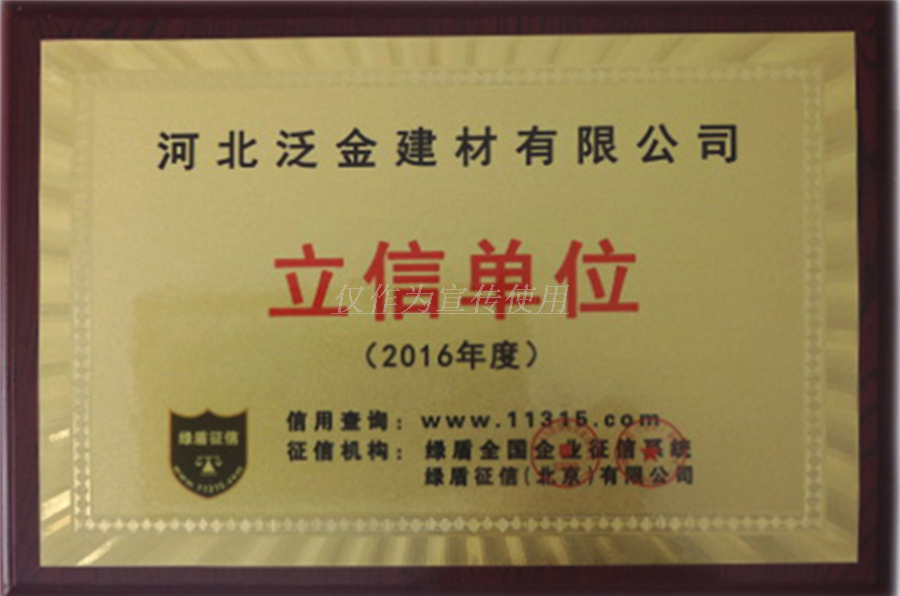 河北泛金建材有限公司
立信单位
仅作为宣传使用
（2016年度）
绿盾征信
www.11315.com
信用查询：www.11315.com
征信机构：绿盾全国企业征信系统
绿盾征信(北京)有限公司